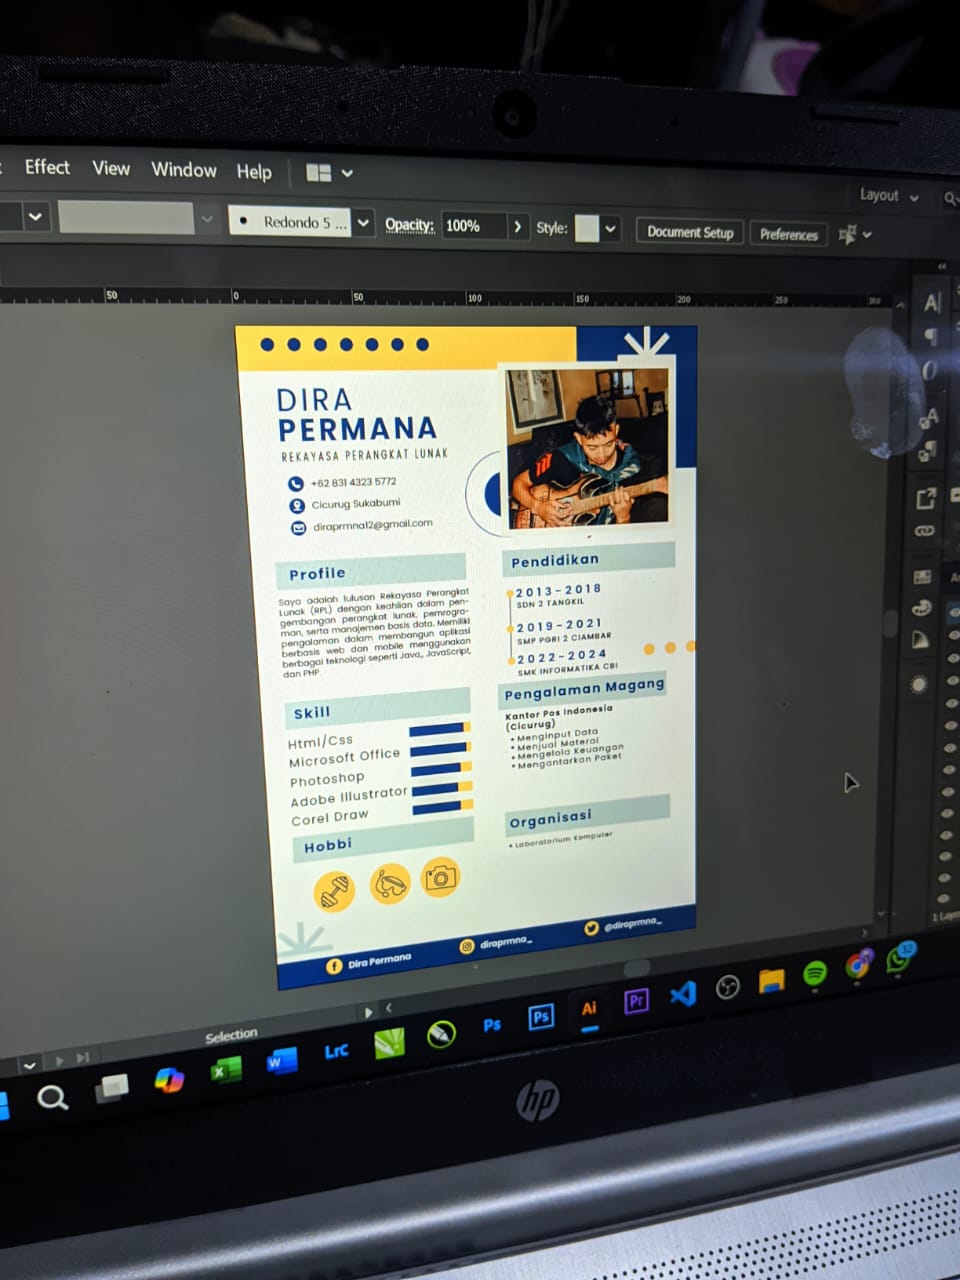 Effect View Window Help
Layout
Redondo 5 ...
Opacity: 100%
Style:
Document Setup
Preferences
50 0 50 100 150 200 250 300
DIRA
PERMANA
REKAYASA PERANGKAT LUNAK
+62 831 4323 5772
Cicurug Sukabumi
diraprmna12@gmail.com
Profile
Saya adalah lulusan Rekayasa Perangkat
Lunak (RPL) dengan keahlian dalam pen-
gembangan perangkat lunak, pemrogra-
man, serta manajemen basis data. Memiliki
pengalaman dalam membangun aplikasi
berbasis web dan mobile menggunakan
berbagai teknologi seperti Java, JavaScript,
dan PHP
Skill
Html/Css
Microsoft Office
Photoshop
Adobe Illustrator
Corel Draw
Hobbi
Pendidikan
2013-2018
SDN 2 TANGKIL
2019-2021
SMP PGRI 2 CIAMBAR
2022-2024
SMK INFORMATIKA CBI
Pengalaman Magang
Kantor Pos Indonesia
(Cicurug)
• Menginput Data
• Menjual Materai
• Mengelola Keuangan
• Mengantarkan Paket
Organisasi
• Laboratorium Komputer
Dira Permana
diraprmna_
@diraprmna_
Selection
LrC
Ps
Ps
Ai
Pr
32
hp